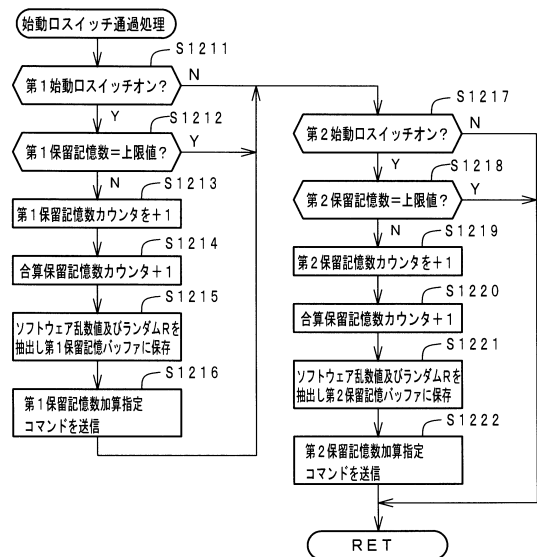 始動口スイッチ通過処理
S1211
第1始動口スイッチオン?
N
Y
S1212
第1保留記憶数=上限値?
Y
N
S1213
第1保留記憶数カウンタを+1
S1214
合算保留記憶数カウンタ+1
S1215
ソフトウェア乱数値及びランダムRを
抽出し第1保留記憶バッファに保存
S1216
第1保留記憶数加算指定
コマンドを送信
S1217
第2始動口スイッチオン?
N
Y
S1218
第2保留記憶数=上限値?
Y
N
S1219
第2保留記憶数カウンタを+1
S1220
合算保留記憶数カウンタ+1
S1221
ソフトウェア乱数値及びランダムRを
抽出し第2保留記憶バッファに保存
S1222
第2保留記憶数加算指定
コマンドを送信
RET